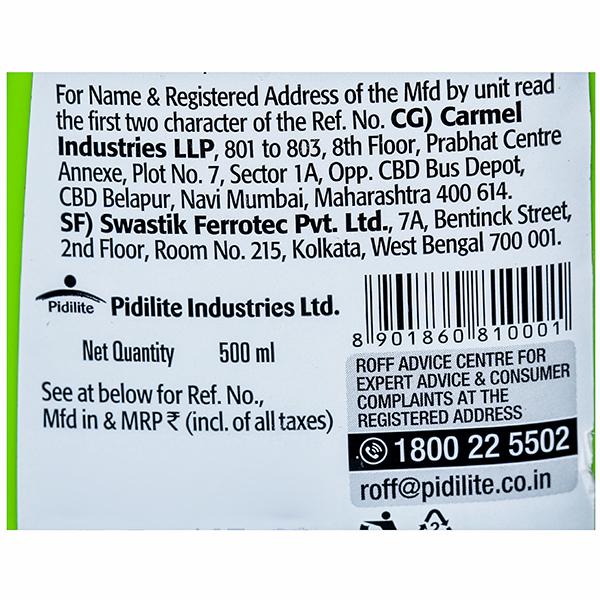 For Name & Registered Address of the Mfd by unit read
the first two character of the Ref. No. CG) Carmel
Industries LLP, 801 to 803, 8th Floor, Prabhat Centre
Annexe, Plot No. 7, Sector 1A, Opp. CBD Bus Depot,
CBD Belapur, Navi Mumbai, Maharashtra 400 614.
SF) Swastik Ferrotec Pvt. Ltd., 7A, Bentinck Street,
2nd Floor, Room No. 215, Kolkata, West Bengal 700 001.
Pidilite
Pidilite Industries Ltd.
8 901860 810001
Net Quantity 500 ml
See at below for Ref. No.,
Mfd in & MRP ₹ (incl. of all taxes)
ROFF ADVICE CENTRE FOR
EXPERT ADVICE & CONSUMER
COMPLAINTS AT THE
REGISTERED ADDRESS
1800 22 5502
roff@pidilite.co.in